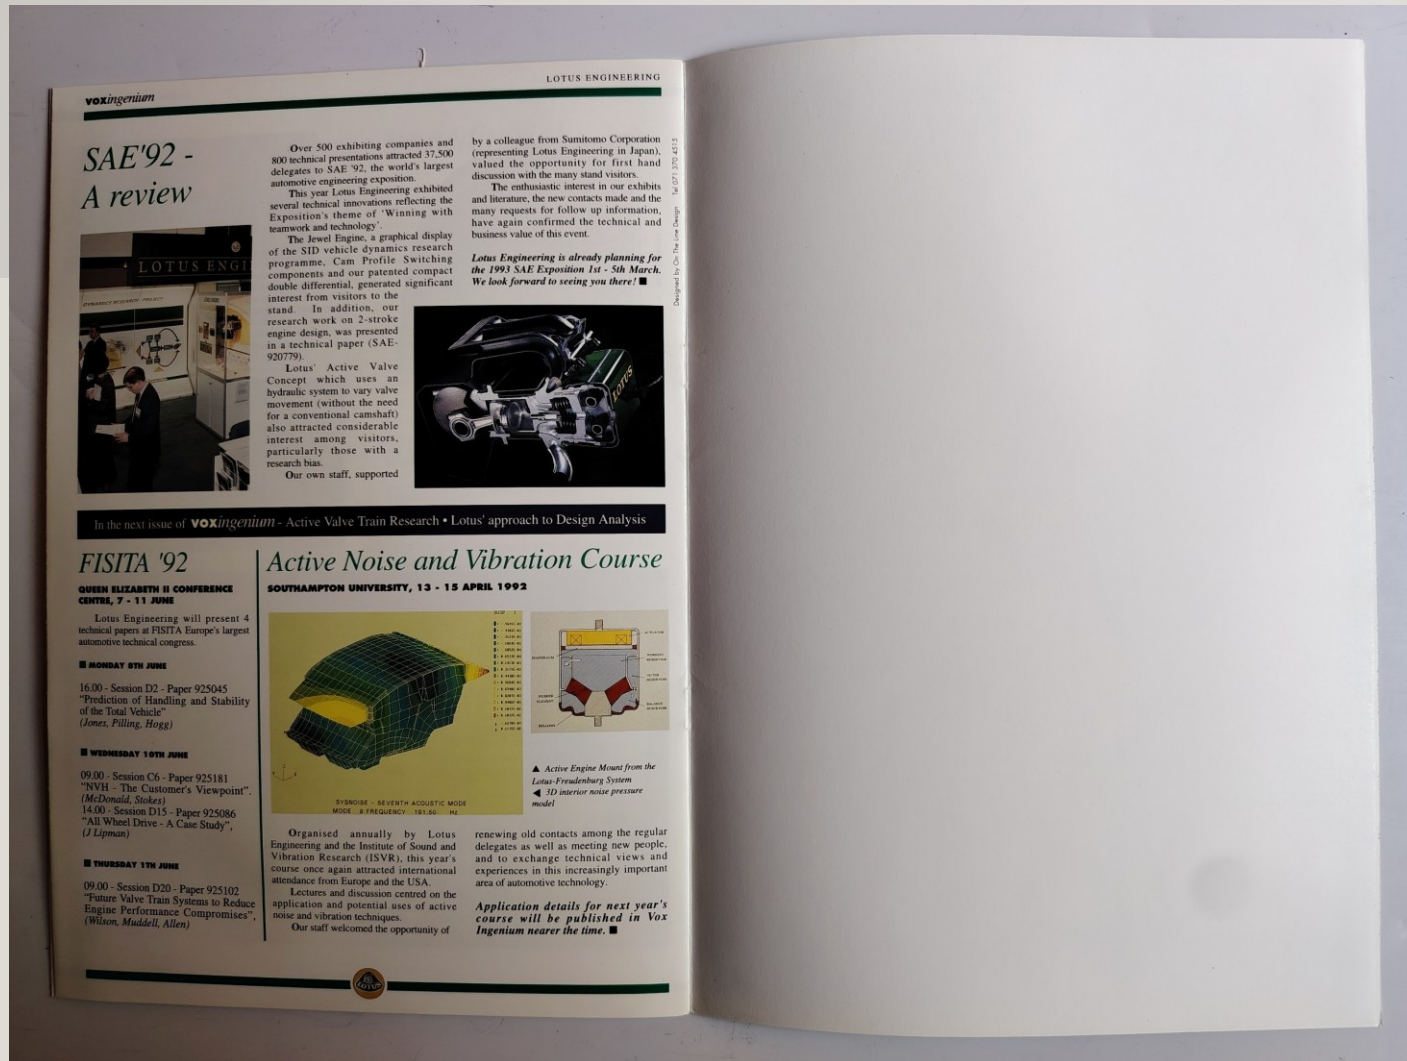 voxingenium
LOTUS ENGINEERING
SAE'92 -
A review
LOTUS ENGI
DYNAMICS RESEARCH PROJECT
Over 500 exhibiting companies and
800 technical presentations attracted 37,500
delegates to SAE '92, the world's largest
automotive engineering exposition.
This year Lotus Engineering exhibited
several technical innovations reflecting the
Exposition's theme of 'Winning with
teamwork and technology'.
The Jewel Engine, a graphical display
of the SID vehicle dynamics research
programme, Cam Profile Switching
components and our patented compact
double differential, generated significant
interest from visitors to the
stand. In addition, our
research work on 2-stroke
engine design, was presented
in a technical paper (SAE-
920779).
Lotus' Active Valve
Concept which uses an
hydraulic system to vary valve
movement (without the need
for a conventional camshaft)
also attracted considerable
interest among visitors,
particularly those with a
research bias.
Our own staff, supported
by a colleague from Sumitomo Corporation
(representing Lotus Engineering in Japan),
valued the opportunity for first hand
discussion with the many stand visitors.
The enthusiastic interest in our exhibits
and literature, the new contacts made and the
many requests for follow up information,
have again confirmed the technical and
business value of this event.
Lotus Engineering is already planning for
the 1993 SAE Exposition 1st - 5th March.
We look forward to seeing you there! ■
Designed by On The Line Design Tel 071 370 4515
LOTUS
In the next issue of voxingenium - Active Valve Train Research • Lotus' approach to Design Analysis
FISITA '92
QUEEN ELIZABETH II CONFERENCE
CENTRE, 7 - 11 JUNE
Lotus Engineering will present 4
technical papers at FISITA Europe's largest
automotive technical congress.
■ MONDAY 8TH JUNE
16.00 - Session D2 - Paper 925045
"Prediction of Handling and Stability
of the Total Vehicle"
(Jones, Pilling, Hogg)
■ WEDNESDAY 10TH JUNE
09.00 - Session C6 - Paper 925181
"NVH - The Customer's Viewpoint".
(McDonald, Stokes)
14.00 - Session D15 - Paper 925086
"All Wheel Drive - A Case Study",
(J Lipman)
■ THURSDAY 1TH JUNE
09.00 - Session D20 - Paper 925102
"Future Valve Train Systems to Reduce
Engine Performance Compromises",
(Wilson, Muddell, Allen)
Active Noise and Vibration Course
SOUTHAMPTON UNIVERSITY, 13 - 15 APRIL 1992
SYSNOISE - SEVENTH ACOUSTIC MODE
MODE 8 FREQUENCY 181.50 Hz
▲ Active Engine Mount from the
Lotus-Freudenburg System
◀ 3D interior noise pressure
model
Organised annually by Lotus
Engineering and the Institute of Sound and
Vibration Research (ISVR), this year's
course once again attracted international
attendance from Europe and the USA.
Lectures and discussion centred on the
application and potential uses of active
noise and vibration techniques.
Our staff welcomed the opportunity of
renewing old contacts among the regular
delegates as well as meeting new people,
and to exchange technical views and
experiences in this increasingly important
area of automotive technology.
Application details for next year's
course will be published in Vox
Ingenium nearer the time. ■
LOTUS